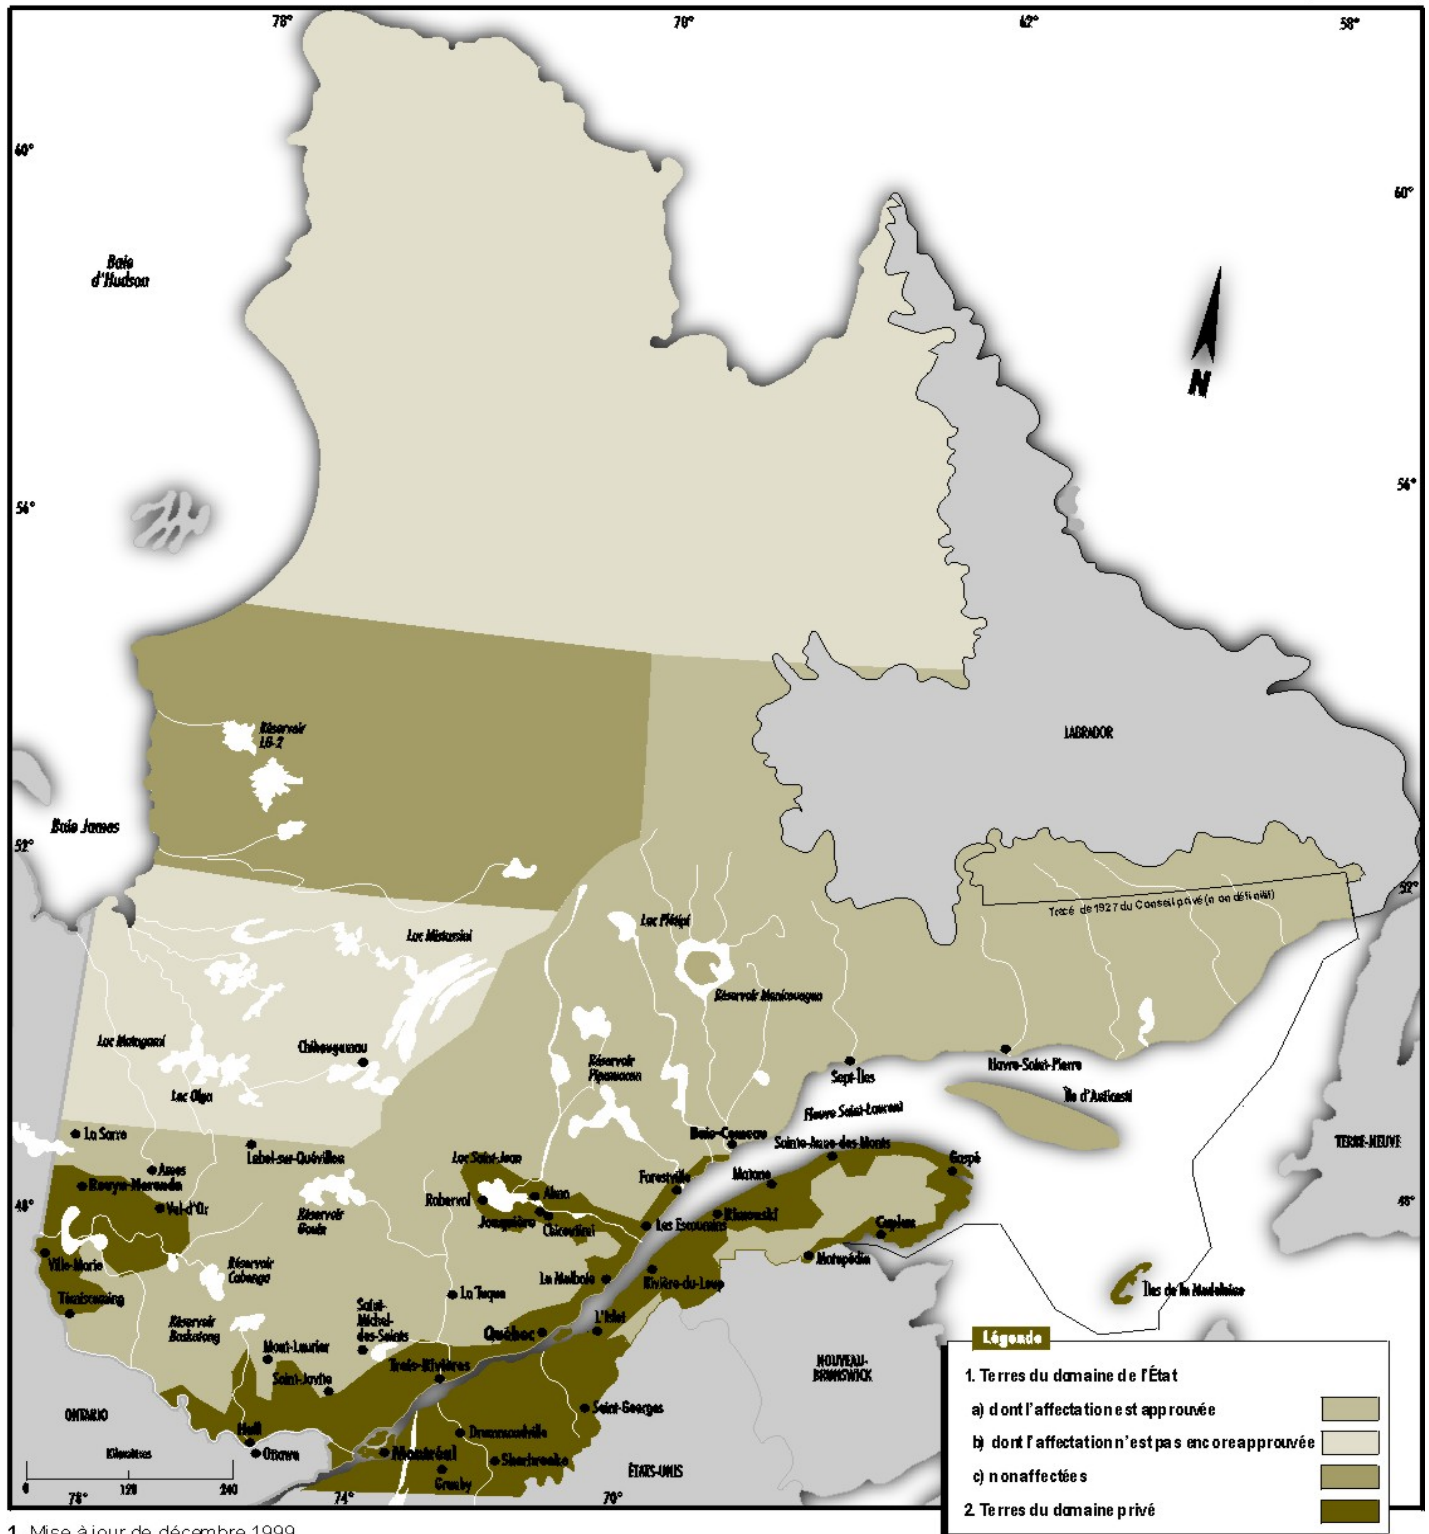 78°
70°
62°
58°
60°
60°
Baie
d'Hudson
N
56°
56°
Réservoir
LG-2
LABRADOR
Baie James
52°
52°
Tracé de 1927 du Conseil privé (non définitif)
Lac Plétipi
Lac Mistassini
Réservoir Manicouagan
Lac Matagami
Chibougamau
Réservoir
Pipmuacan
Lac Olga
Sept-Îles
Havre-Saint-Pierre
Île d'Anticosti
Fleuve Saint-Laurent
La Sarre
Lebel-sur-Quévillon
Baie-Comeau
Sainte-Anne-des-Monts
TERRE-NEUVE
Lac Saint-Jean
Amos
Rouyn-Noranda
Forestville
Matane
Gaspé
Roberval
Alma
48°
48°
Val-d'Or
Réservoir
Gouin
Jonquière
Chicoutimi
Les Escoumins
Rimouski
Caplan
Ville-Marie
Réservoir
Cabonga
Matapédia
La Malbaie
Rivière-du-Loup
Îles de la Madeleine
Témiscaming
La Tuque
Réservoir
Baskatong
Saint-
Michel-
des-Saints
L'Islet
Québec
Mont-Laurier
Trois-Rivières
Saint-Jovite
NOUVEAU-
BRUNSWICK
ONTARIO
Saint-Georges
Hull
Drummondville
Kilomètres
Ottawa
Montréal
Sherbrooke
Granby
ÉTATS-UNIS
0
120
240
78°
74°
70°
Légende
1. Terres du domaine de l'État
a) dont l'affectation est approuvée
b) dont l'affectation n'est pas encore approuvée
c) non affectées
2. Terres du domaine privé
1. Mise à jour de décembre 1999